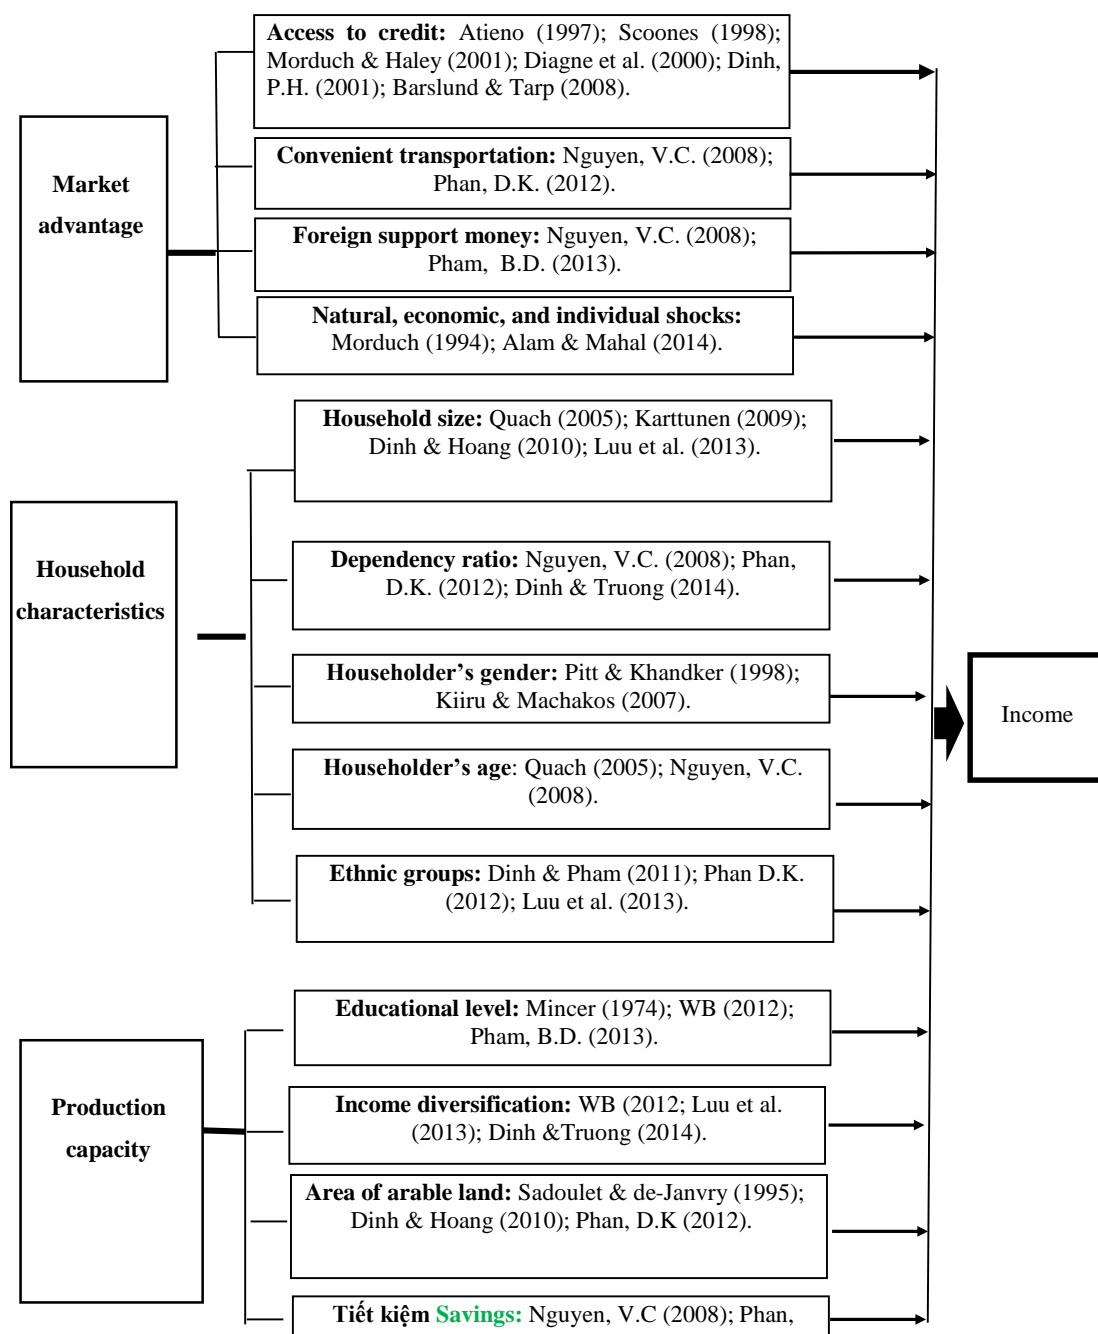 Access to credit: Atieno (1997); Scoones (1998);
Morduch & Haley (2001); Diagne et al. (2000); Dinh,
P.H. (2001); Barslund & Tarp (2008).
Market
advantage
Convenient transportation: Nguyen, V.C. (2008);
Phan, D.K. (2012).
Foreign support money: Nguyen, V.C. (2008);
Pham, B.D. (2013).
Natural, economic, and individual shocks:
Morduch (1994); Alam & Mahal (2014).
Household size: Quach (2005); Karttunen (2009);
Dinh & Hoang (2010); Luu et al. (2013).
Household
characteristics
Dependency ratio: Nguyen, V.C. (2008); Phan,
D.K. (2012); Dinh & Truong (2014).
Householder’s gender: Pitt & Khandker (1998);
Kiiru & Machakos (2007).
Income
Householder’s age: Quach (2005); Nguyen, V.C.
(2008).
Ethnic groups: Dinh & Pham (2011); Phan D.K.
(2012); Luu et al. (2013).
Educational level: Mincer (1974); WB (2012);
Pham, B.D. (2013).
Production
capacity
Income diversification: WB (2012; Luu et al.
(2013); Dinh &Truong (2014).
Area of arable land: Sadoulet & de-Janvry (1995);
Dinh & Hoang (2010); Phan, D.K (2012).
Tiết kiệm Savings: Nguyen, V.C (2008); Phan,